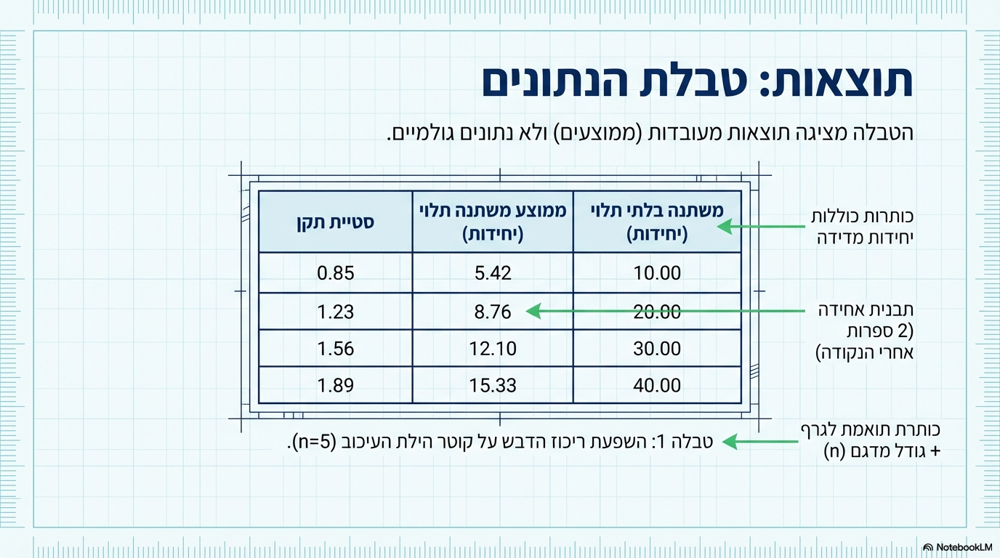 תוצאות: טבלת הנתונים
הטבלה מציגה תוצאות מעובדות (ממוצעים) ולא נתונים גולמיים.
משתנה בלתי תלוי
(יחידות)
ממוצע משתנה תלוי
(יחידות)
סטיית תקן
10.00 5.42 0.85
20.00 8.76 1.23
30.00 12.10 1.56
40.00 15.33 1.89
כותרות כוללות
יחידות מדידה
תבנית אחידה
(2 ספרות
אחרי הנקודה)
טבלה 1: השפעת ריכוז הדבש על קוטר הילת העיכוב (n=5).
כותרת תואמת לגרף
+ גודל מדגם (n)
NotebookLM